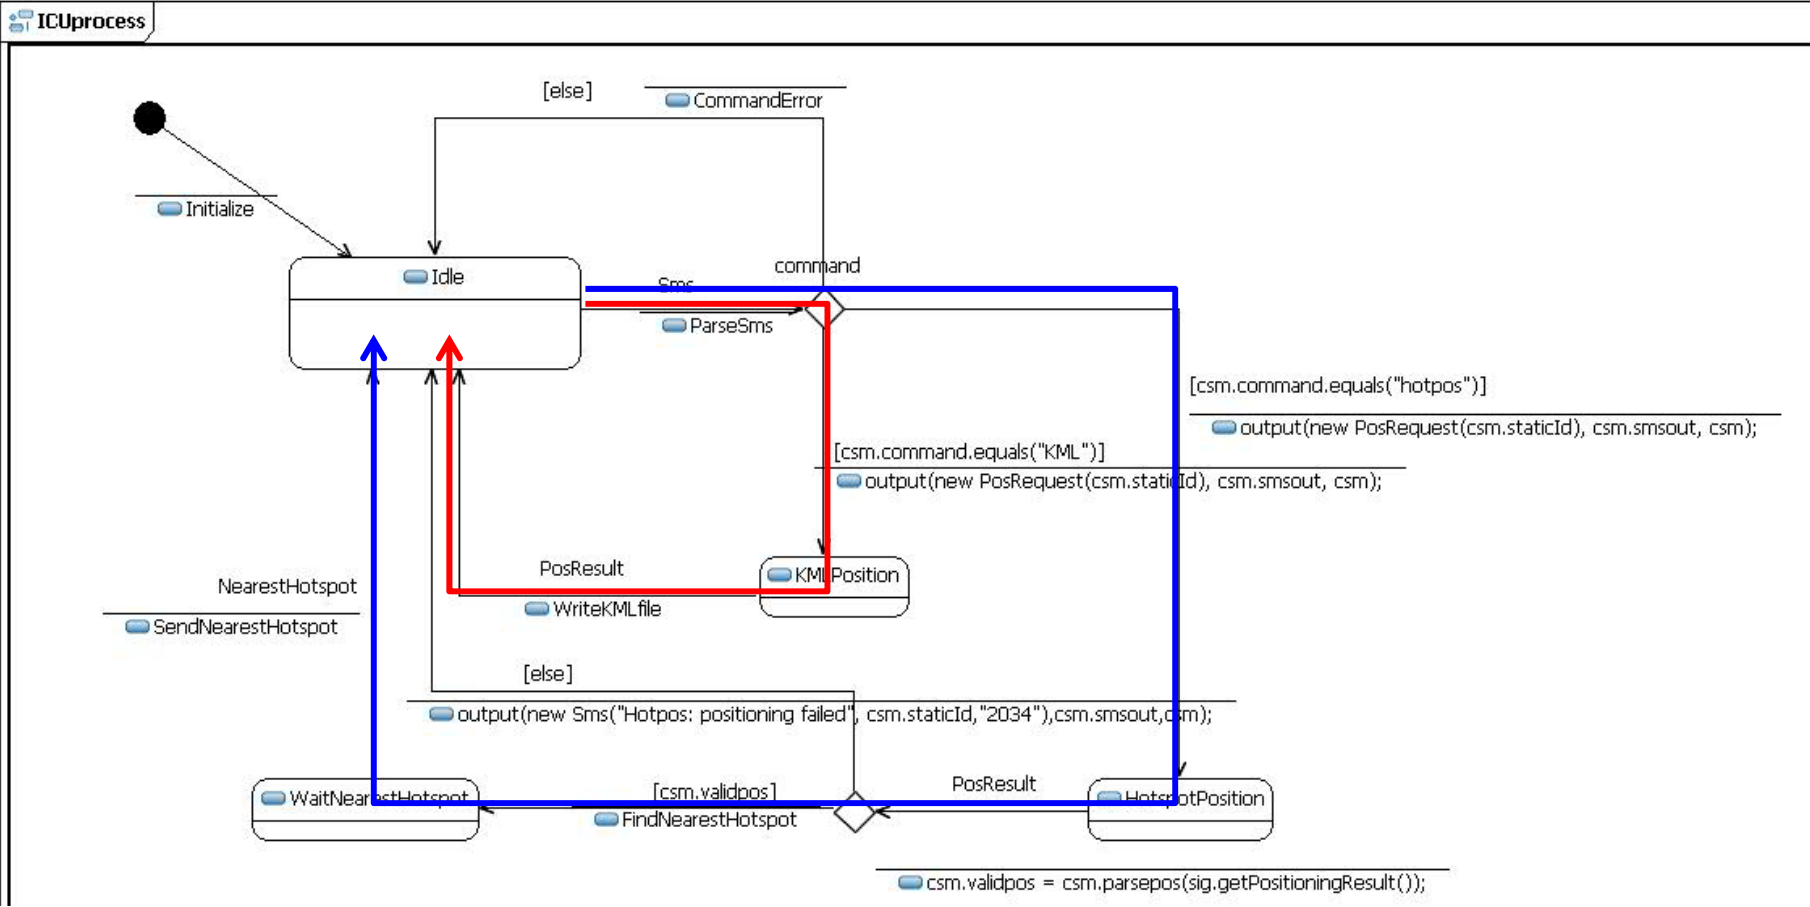 ICUprocess
[else]
CommandError
Initialize
Idle
command
Sms
ParseSms
[csm.command.equals("hotpos")]
output(new PosRequest(csm.staticId), csm.smsout, csm);
[csm.command.equals("KML")]
output(new PosRequest(csm.staticId), csm.smsout, csm);
PosResult
KMLPosition
NearestHotspot
WriteKMLfile
SendNearestHotspot
[else]
output(new Sms("Hotpos: positioning failed", csm.staticId,"2034"),csm.smsout,csm);
PosResult
[csm.validpos]
WaitNearestHotspot
HotspotPosition
FindNearestHotspot
csm.validpos = csm.parsepos(sig.getPositioningResult());